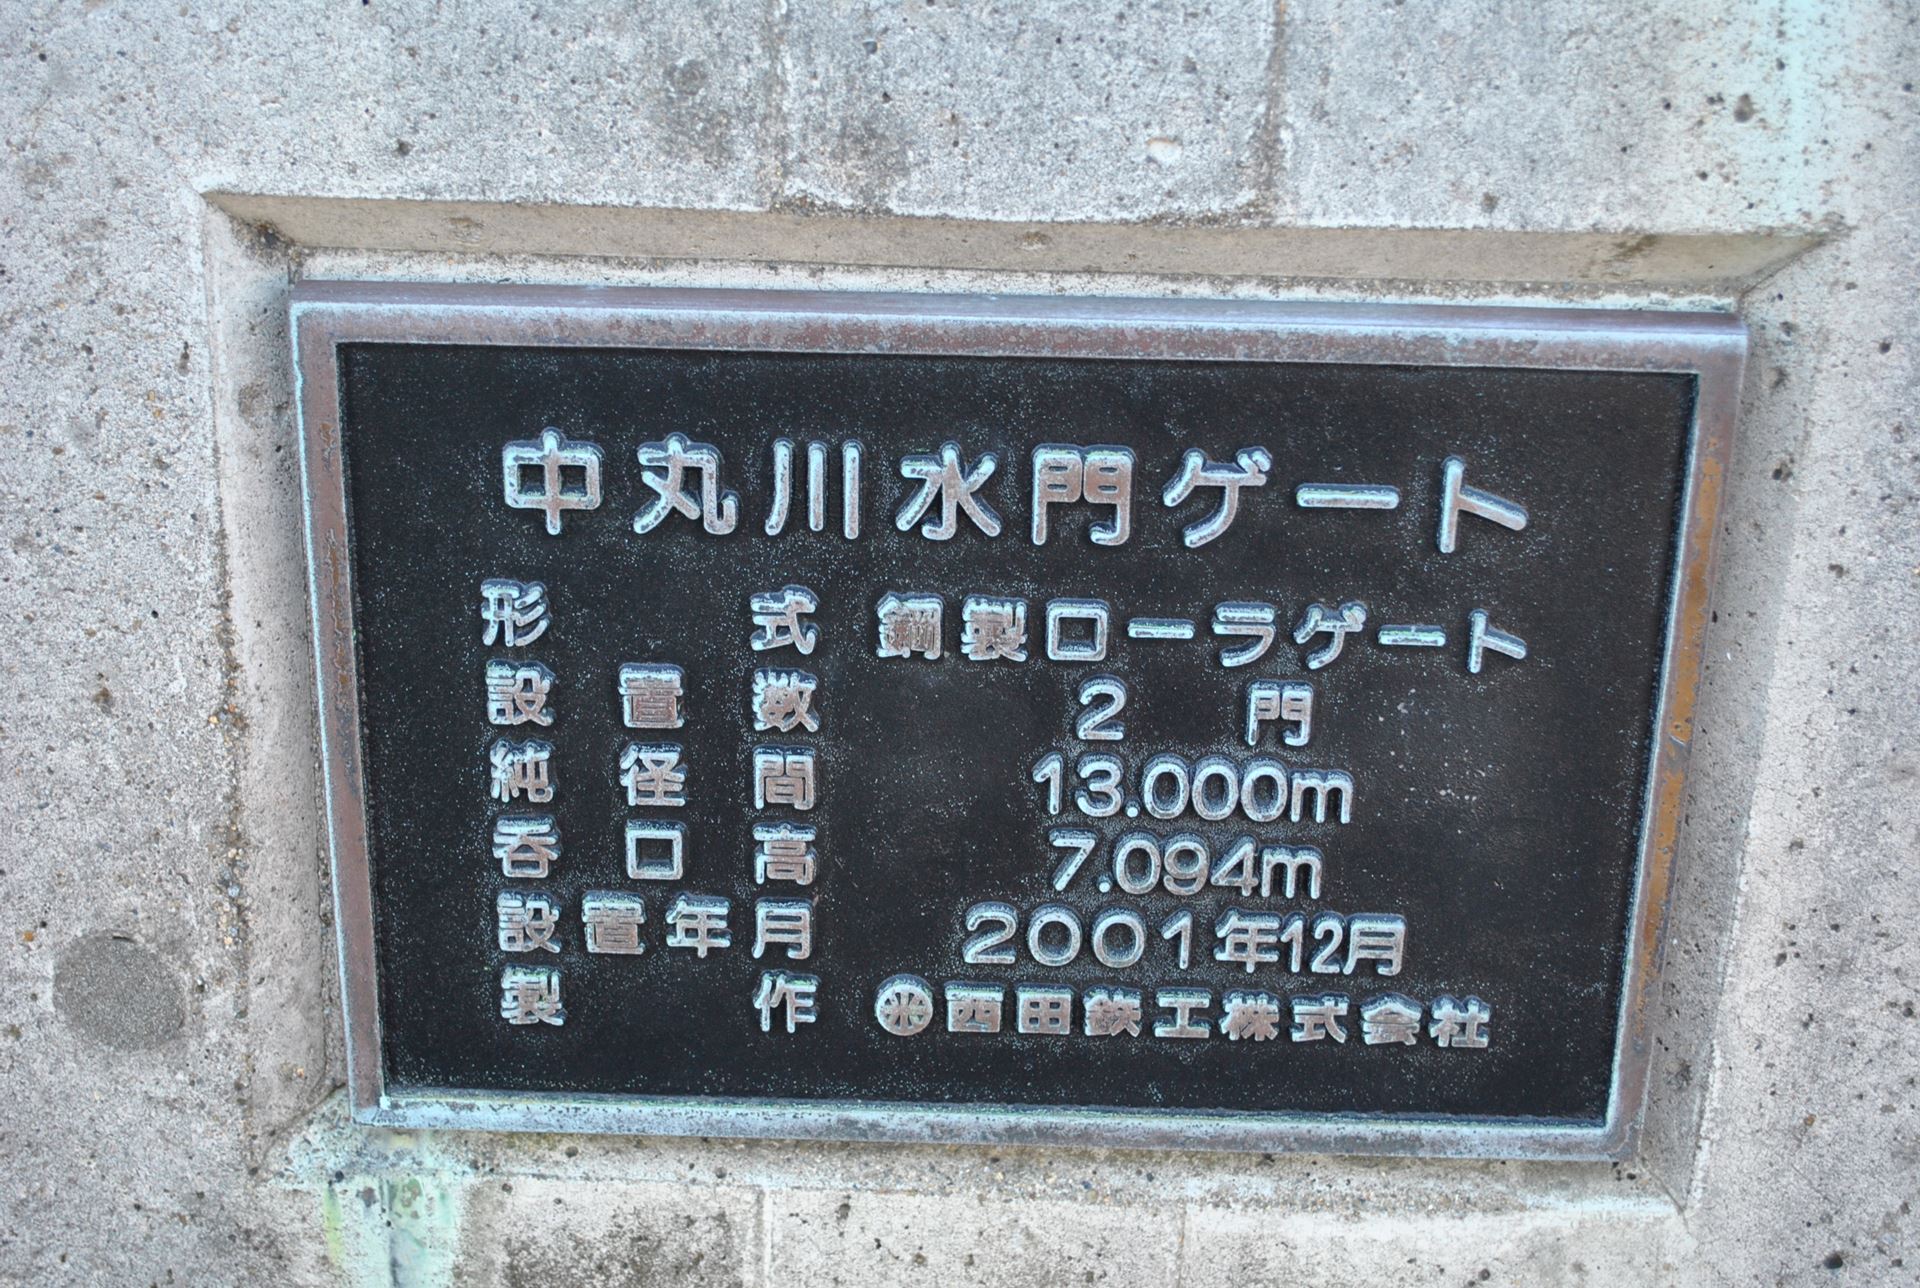 中丸川水門ゲート
形式 鋼製ローラゲート
設置数 2門
純径間 13.000m
呑口高 7.094m
設置年月 2001年12月
製作 西田鉄工株式会社